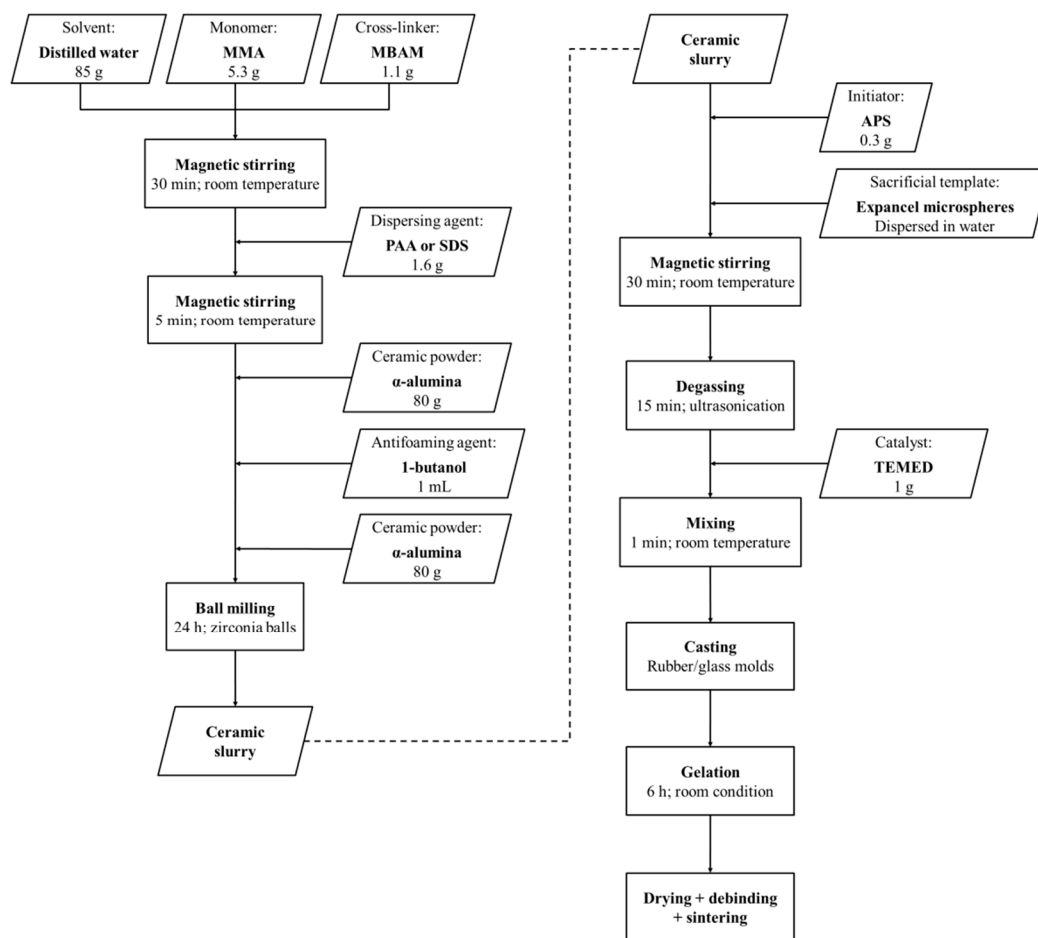 Solvent:
Distilled water
85 g
Monomer:
MMA
5.3 g
Cross-linker:
MBAM
1.1 g
Magnetic stirring
30 min; room temperature
Dispersing agent:
PAA or SDS
1.6 g
Magnetic stirring
5 min; room temperature
Ceramic powder:
α-alumina
80 g
Antifoaming agent:
1-butanol
1 mL
Ceramic powder:
α-alumina
80 g
Ball milling
24 h; zirconia balls
Ceramic
slurry
Ceramic
slurry
Initiator:
APS
0.3 g
Sacrificial template:
Expancel microspheres
Dispersed in water
Magnetic stirring
30 min; room temperature
Degassing
15 min; ultrasonication
Catalyst:
TEMED
1 g
Mixing
1 min; room temperature
Casting
Rubber/glass molds
Gelation
6 h; room condition
Drying + debinding
+ sintering